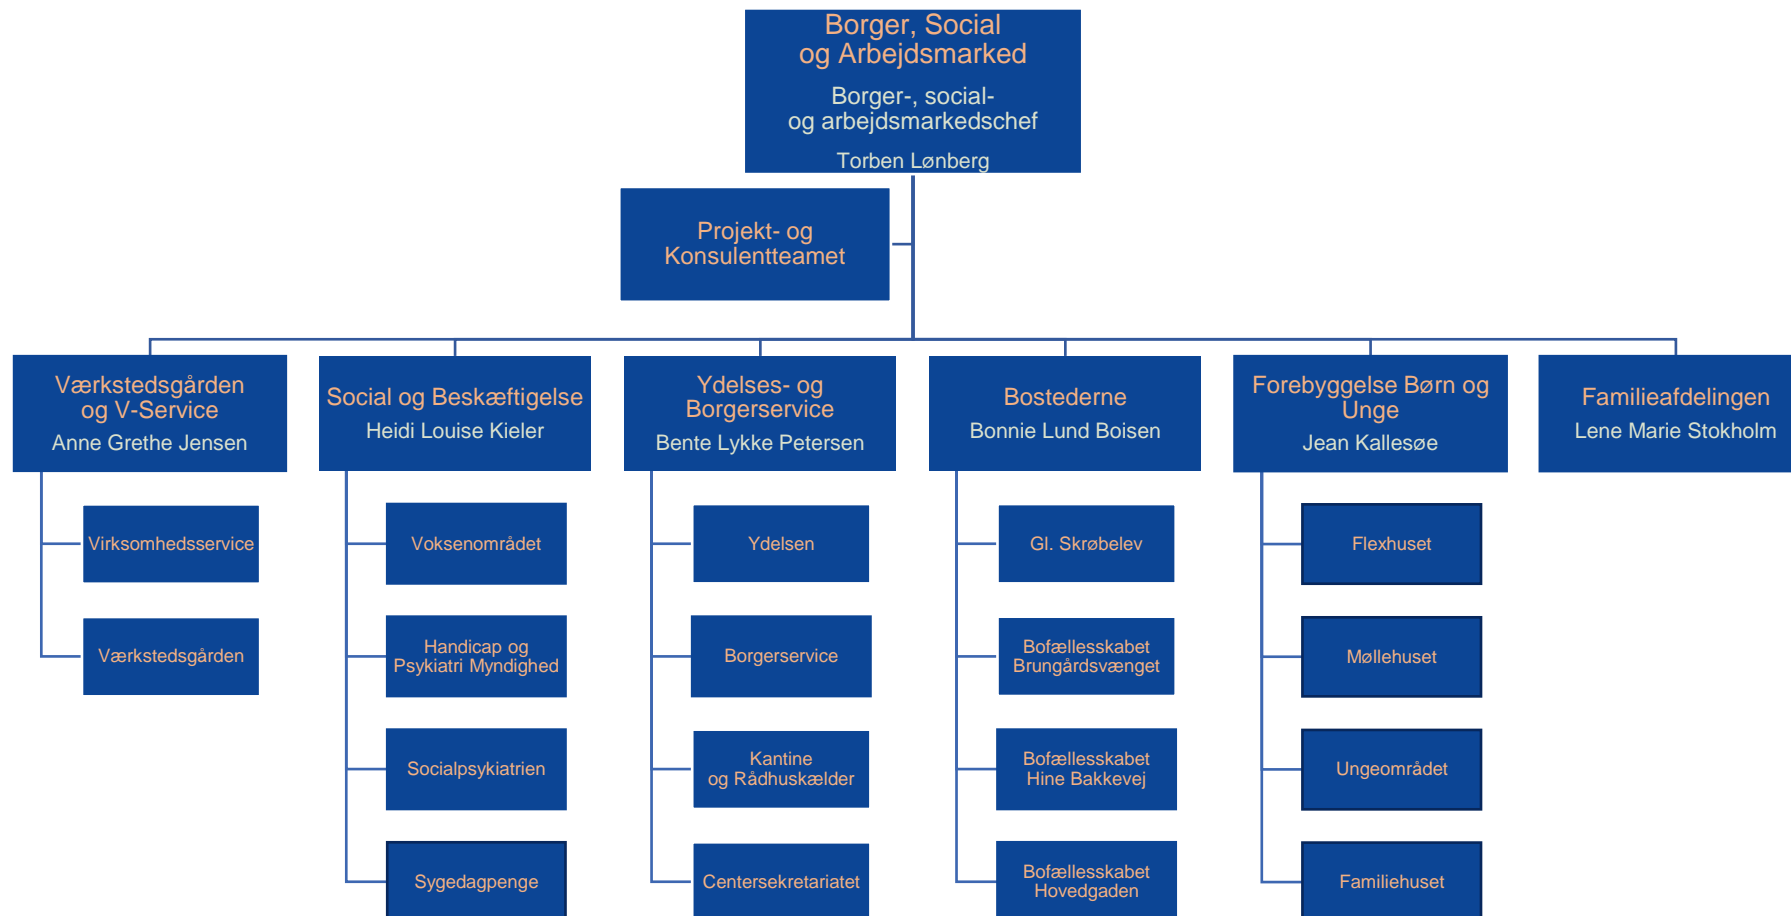 Borger, Social
og Arbejdsmarked
Borger-, social-
og arbejdsmarkedschef
Torben Lønberg
Projekt- og
Konsulentteamet
Værkstedsgården
og V-Service
Anne Grethe Jensen
Social og Beskæftigelse
Heidi Louise Kieler
Ydelses- og
Borgerservice
Bente Lykke Petersen
Bostederne
Bonnie Lund Boisen
Forebyggelse Børn og
Unge
Jean Kallesøe
Familieafdelingen
Lene Marie Stokholm
Virksomhedsservice
Værkstedsgården
Voksenområdet
Handicap og
Psykiatri Myndighed
Socialpsykiatrien
Sygedagpenge
Ydelsen
Borgerservice
Kantine
og Rådhuskælder
Centersekretariatet
Gl. Skrøbelev
Bofællesskabet
Brungårdsvænget
Bofællesskabet
Hine Bakkevej
Bofællesskabet
Hovedgaden
Flexhuset
Møllehuset
Ungeområdet
Familiehuset